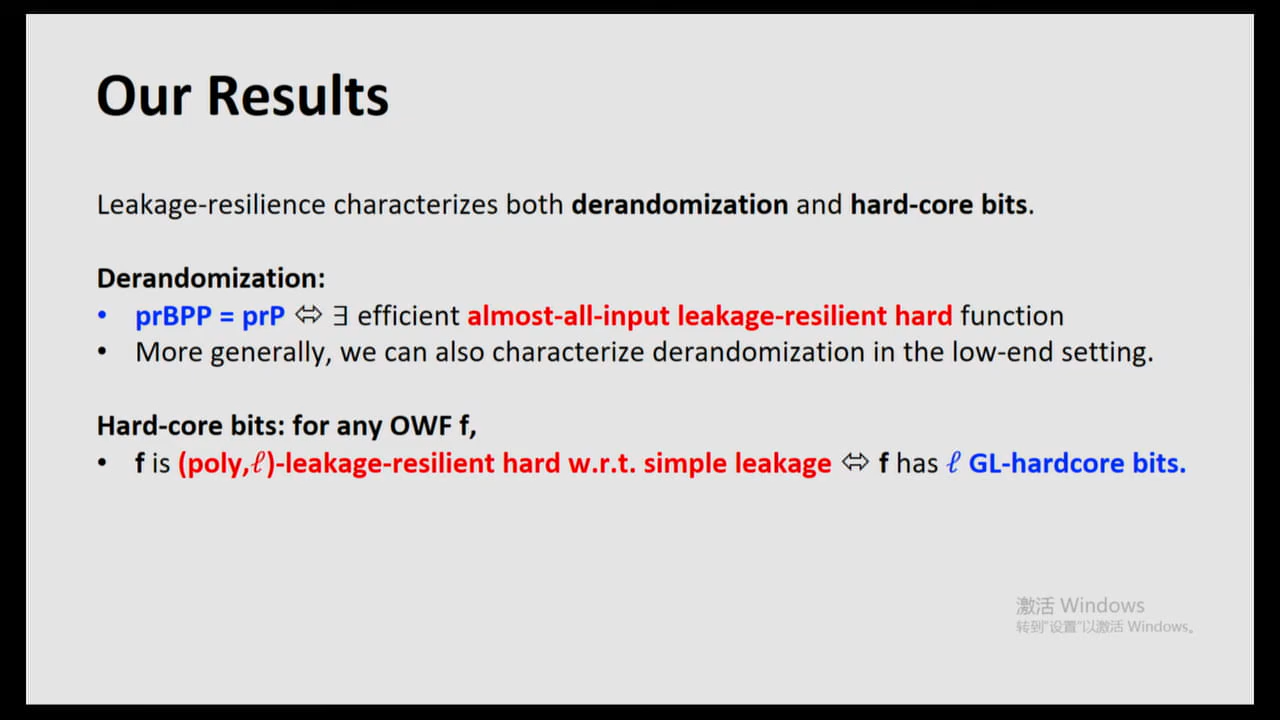 Our Results
Leakage-resilience characterizes both derandomization and hard-core bits.
Derandomization:
• prBPP = prP ⇔ ∃ efficient almost-all-input leakage-resilient hard function
• More generally, we can also characterize derandomization in the low-end setting.
Hard-core bits: for any OWF f,
• f is (poly,ℓ)-leakage-resilient hard w.r.t. simple leakage ⇔ f has ℓ GL-hardcore bits.
激活 Windows
转到"设置"以激活 Windows。